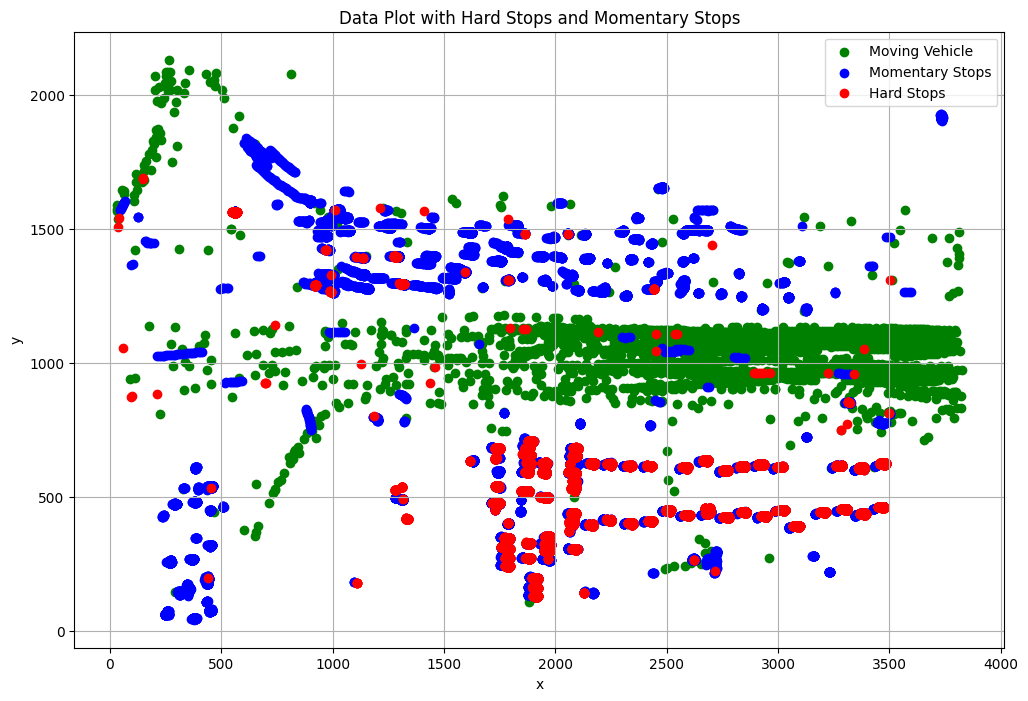 Data Plot with Hard Stops and Momentary Stops
Moving Vehicle
Momentary Stops
Hard Stops
2000
1500
1000
500
0
y
0 500 1000 1500 2000 2500 3000 3500 4000
x